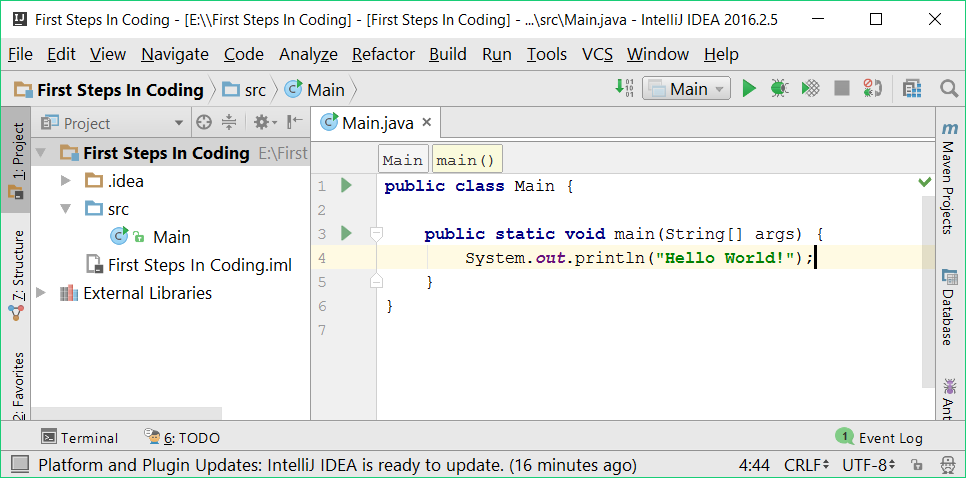 First Steps In Coding - [E:\\First Steps In Coding] - [First Steps In Coding] - ...\src\Main.java - IntelliJ IDEA 2016.2.5
File Edit View Navigate Code Analyze Refactor Build Run Tools VCS Window Help
First Steps In Coding src Main
Main
1: Project
Z: Structure
2: Favorites
Project
First Steps In Coding E:\First
.idea
src
Main
First Steps In Coding.iml
External Libraries
Main.java
Main main()
1 public class Main {
2
3 public static void main(String[] args) {
4 System.out.println("Hello World!");
5 }
6 }
7
m
Maven Projects
Database
Ant
Terminal 6: TODO 1 Event Log
Platform and Plugin Updates: IntelliJ IDEA is ready to update. (16 minutes ago) 4:44 CRLF UTF-8